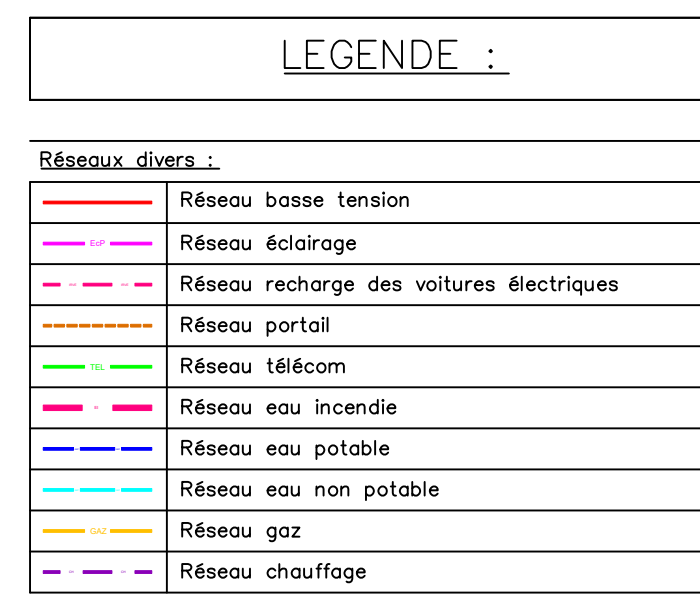 LEGENDE :
Réseaux divers :
Réseau basse tension
EcP Réseau éclairage
Réseau recharge des voitures électriques
Réseau portail
TEL Réseau télécom
Réseau eau incendie
Réseau eau potable
Réseau eau non potable
GAZ Réseau gaz
Réseau chauffage